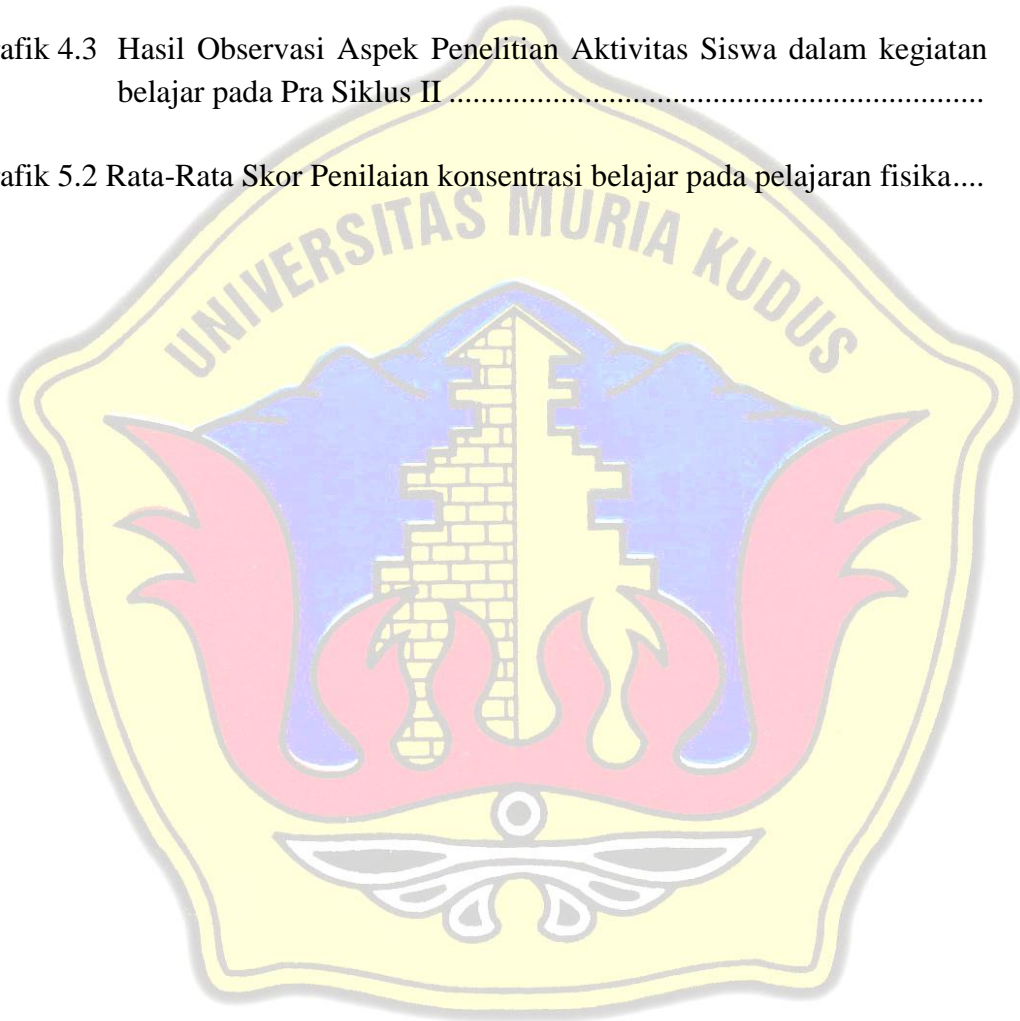 afik 4.3 Hasil Observasi Aspek Penelitian Aktivitas Siswa dalam kegiatan
belajar pada Pra Siklus II ....................................................................
afik 5.2 Rata-Rata Skor Penilaian konsentrasi belajar pada pelajaran fisika....
UNIVERSITAS MURIA KUDUS